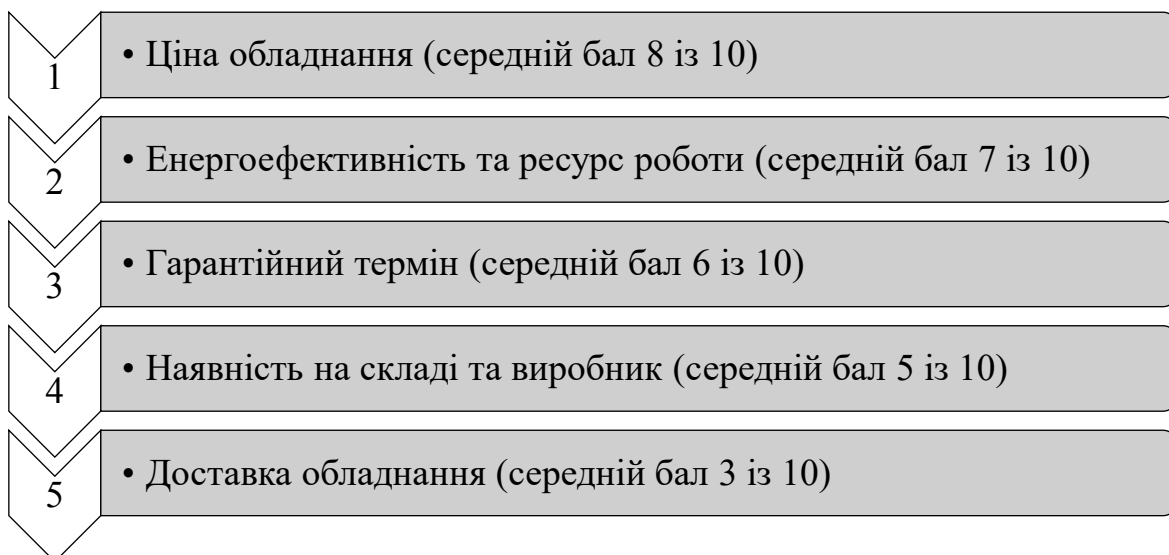 1
• Ціна обладнання (середній бал 8 із 10)
2
• Енергоефективність та ресурс роботи (середній бал 7 із 10)
3
• Гарантійний термін (середній бал 6 із 10)
4
• Наявність на складі та виробник (середній бал 5 із 10)
5
• Доставка обладнання (середній бал 3 із 10)